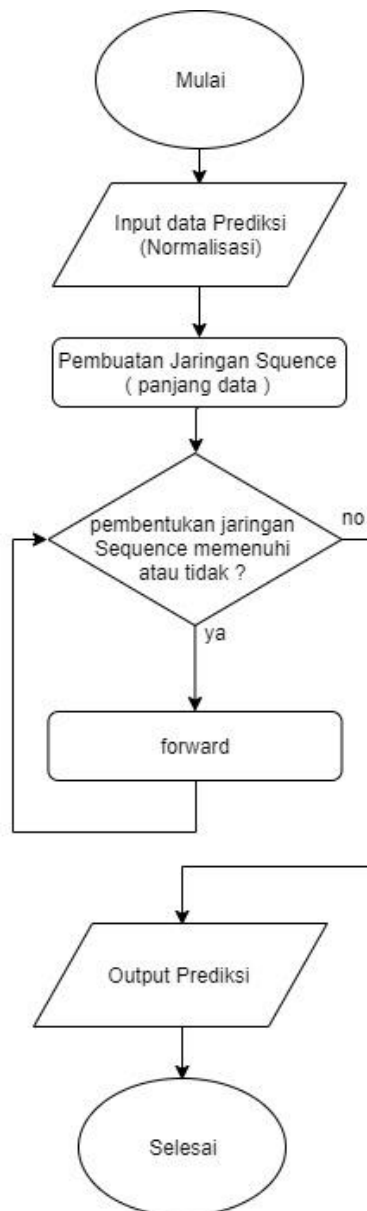 Mulai
Input data Prediksi
(Normalisasi)
Pembuatan Jaringan Squence
( panjang data )
pembentukan jaringan
Sequence memenuhi
atau tidak ?
no
ya
forward
Output Prediksi
Selesai